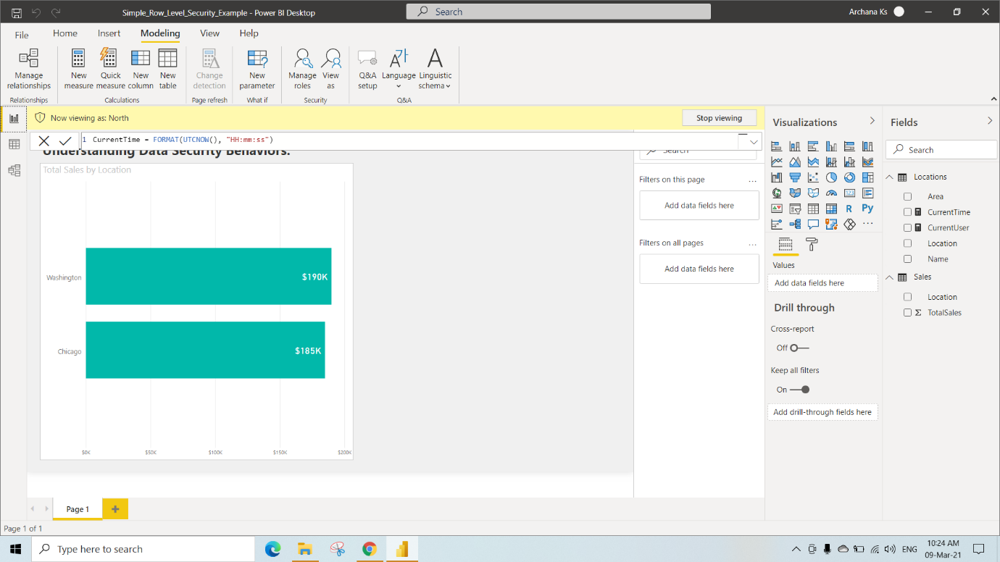 Simple_Row_Level_Security_Example - Power BI Desktop
Search
Archana Ks
File
Home
Insert
Modeling
View
Help
Manage relationships
New measure
Quick measure
New column
New table
Change detection
New parameter
Manage roles
View as
Q&A setup
Language
Linguistic schema
Relationships
Calculations
Page refresh
What if
Security
Q&A
Now viewing as: North
Stop viewing
1 CurrentTime = FORMAT(UTCNOW(), "HH:mm:ss")
Understanding Data Security Behaviors.
Total Sales by Location
Washington
$190K
Chicago
$185K
$0K
$50K
$100K
$150K
$200K
Search
Filters on this page
...
Add data fields here
Filters on all pages
...
Add data fields here
Visualizations
123
R
Py
...
Values
Add data fields here
Drill through
Cross-report
Off
Keep all filters
On
Add drill-through fields here
Fields
Search
Locations
Area
CurrentTime
CurrentUser
Location
Name
Sales
Location
Σ TotalSales
Page 1
+
Page 1 of 1
Type here to search
ENG
10:24 AM
09-Mar-21